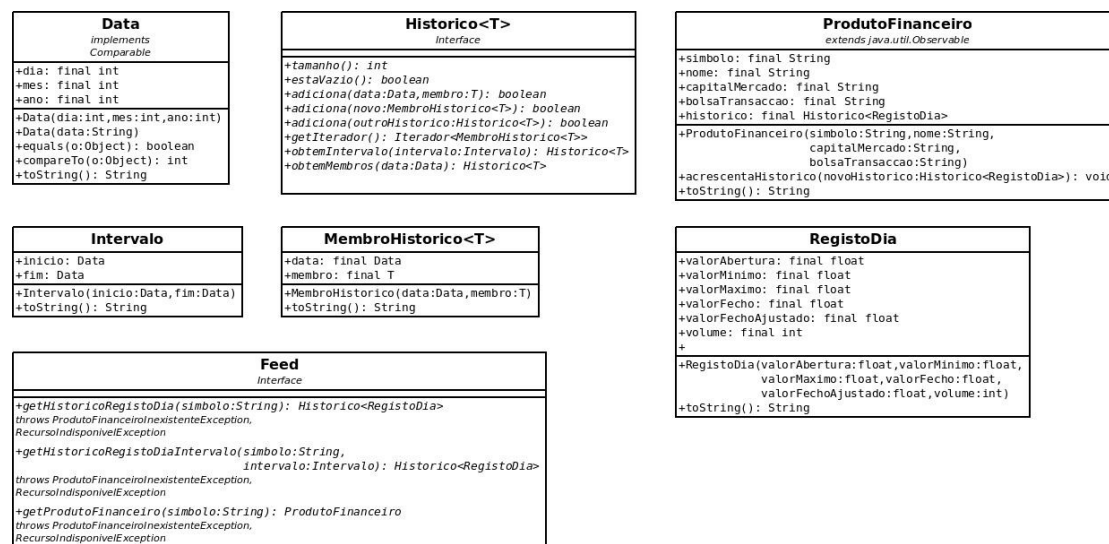 Data
implements
Comparable
+dia: final int
+mes: final int
+ano: final int
+Data(dia:int,mes:int,ano:int)
+Data(data:String)
+equals(o:Object): boolean
+compareTo(o:Object): int
+toString(): String
Historico<T>
Interface
+tamanho(): int
+estaVazio(): boolean
+adiciona(data:Data,membro:T): boolean
+adiciona(novo:MembroHistorico<T>): boolean
+adiciona(outroHistorico:Historico<T>): boolean
+getIterador(): Iterador<MembroHistorico<T>>
+obtemIntervalo(intervalo:Intervalo): Historico<T>
+obtemMembros(data:Data): Historico<T>
ProdutoFinanceiro
extends java.util.Observable
+simbolo: final String
+nome: final String
+capitalMercado: final String
+bolsaTransaccao: final String
+historico: final Historico<RegistoDia>
+ProdutoFinanceiro(simbolo:String,nome:String,
capitalMercado:String,
bolsaTransaccao:String)
+acrescentaHistorico(novoHistorico:Historico<RegistoDia>): void
+toString(): String
Intervalo
+inicio: Data
+fim: Data
+Intervalo(inicio:Data,fim:Data)
+toString(): String
MembroHistorico<T>
+data: final Data
+membro: final T
+MembroHistorico(data:Data,membro:T)
+toString(): String
RegistoDia
+valorAbertura: final float
+valorMinimo: final float
+valorMaximo: final float
+valorFecho: final float
+valorFechoAjustado: final float
+volume: final int
+
+RegistoDia(valorAbertura:float,valorMinimo:float,
valorMaximo:float,valorFecho:float,
valorFechoAjustado:float,volume:int)
+toString(): String
Feed
Interface
+getHistoricoRegistoDia(simbolo:String): Historico<RegistoDia>
throws ProdutoFinanceiroInexistenteException,
RecursoIndisponivelException
+getHistoricoRegistoDiaIntervalo(simbolo:String,
intervalo:Intervalo): Historico<RegistoDia>
throws ProdutoFinanceiroInexistenteException,
RecursoIndisponivelException
+getProdutoFinanceiro(simbolo:String): ProdutoFinanceiro
throws ProdutoFinanceiroInexistenteException,
RecursoIndisponivelException